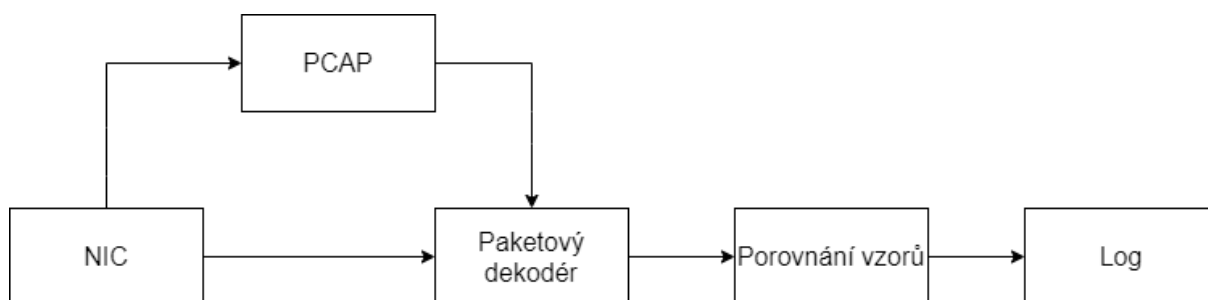 PCAP
NIC
Paketový
dekodér
Porovnání vzorů
Log